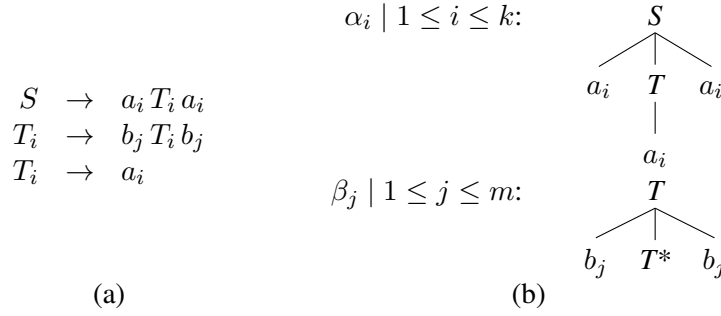 α_i | 1 ≤ i ≤ k:
S
a_i T a_i
a_i
S → a_i T_i a_i
T_i → b_j T_i b_j
T_i → a_i
β_j | 1 ≤ j ≤ m:
T
b_j T* b_j
(a)
(b)